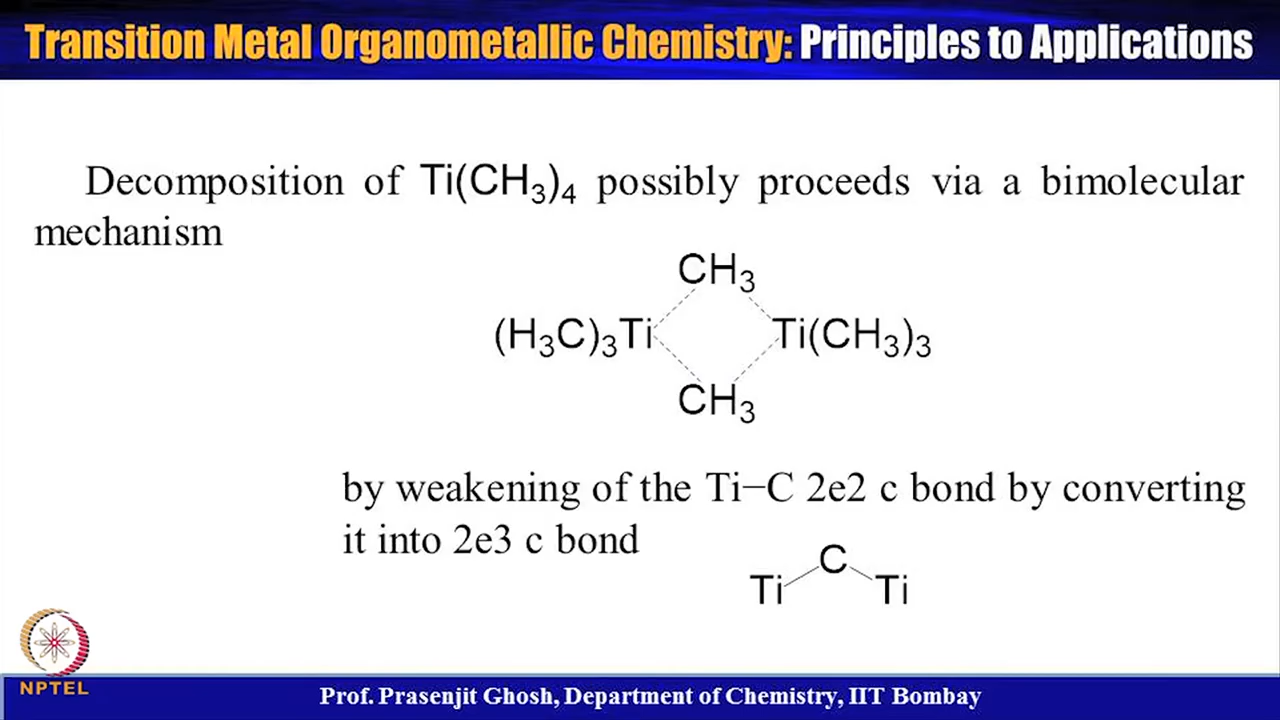 Transition Metal Organometallic Chemistry: Principles to Applications
Decomposition of Ti(CH₃)₄ possibly proceeds via a bimolecular
mechanism
CH₃
(H₃C)₃Ti Ti(CH₃)₃
CH₃
by weakening of the Ti−C 2e2 c bond by converting
it into 2e3 c bond
C
Ti Ti
NPTEL
Prof. Prasenjit Ghosh, Department of Chemistry, IIT Bombay